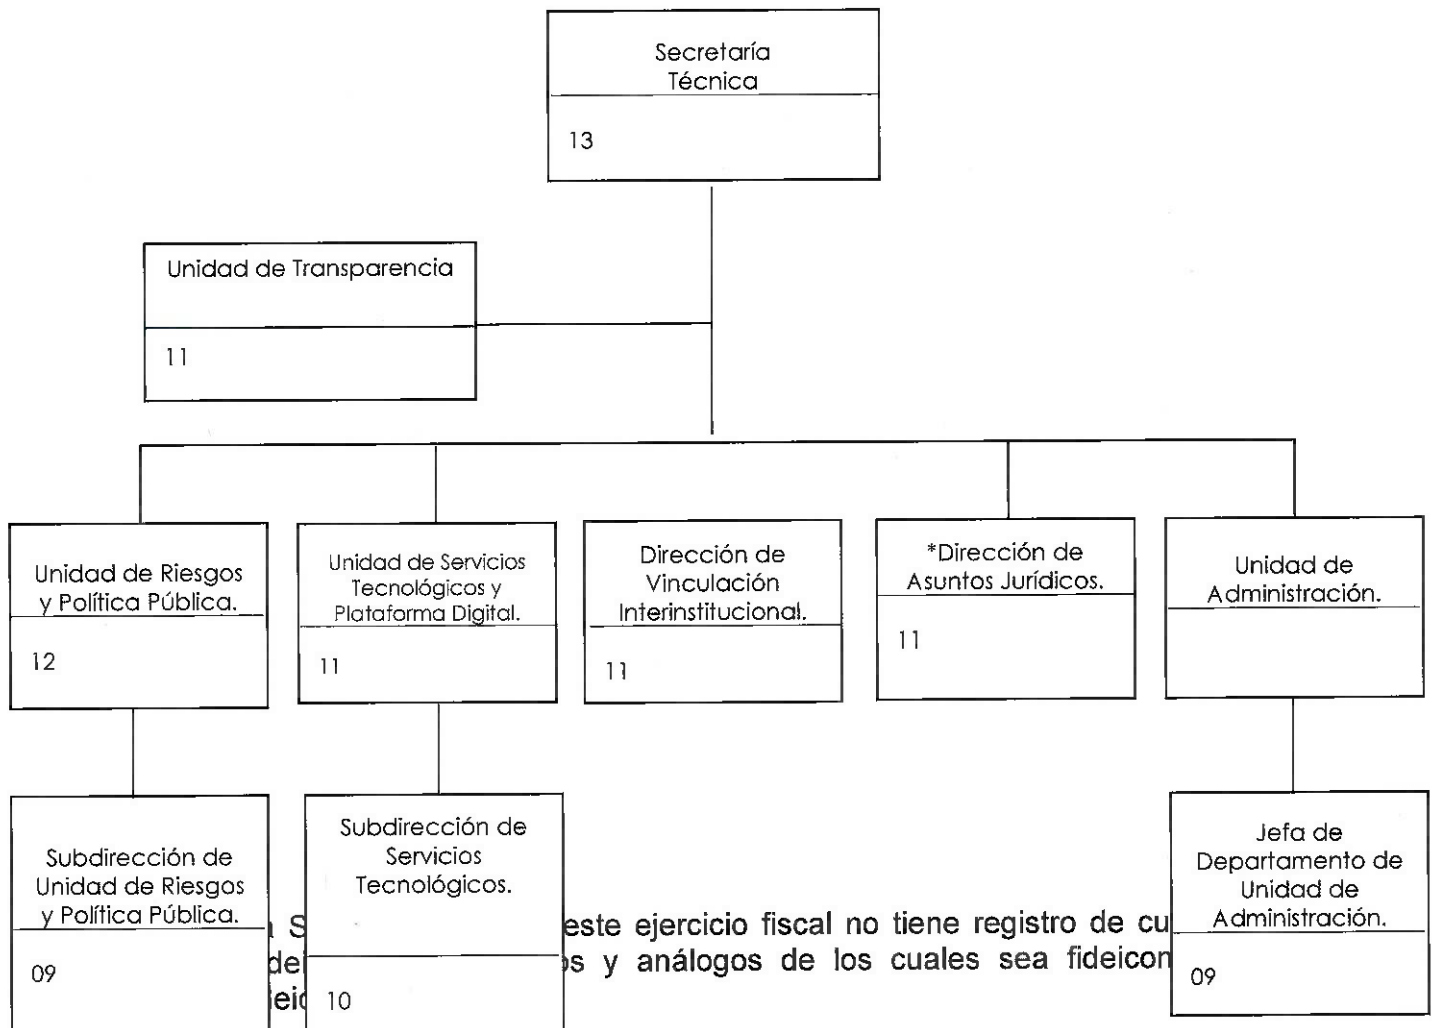 Secretaría
Técnica
13
Unidad de Transparencia
11
Unidad de Riesgos
y Política Pública.
12
Unidad de Servicios
Tecnológicos y
Plataforma Digital.
11
Dirección de
Vinculación
Interinstitucional.
11
*Dirección de
Asuntos Jurídicos.
11
Unidad de
Administración.
Subdirección de
Unidad de Riesgos
y Política Pública.
09
Subdirección de
Servicios
Tecnológicos.
10
Jefa de
Departamento de
Unidad de
Administración.
09
este ejercicio fiscal no tiene registro de
y análogos de los cuales sea